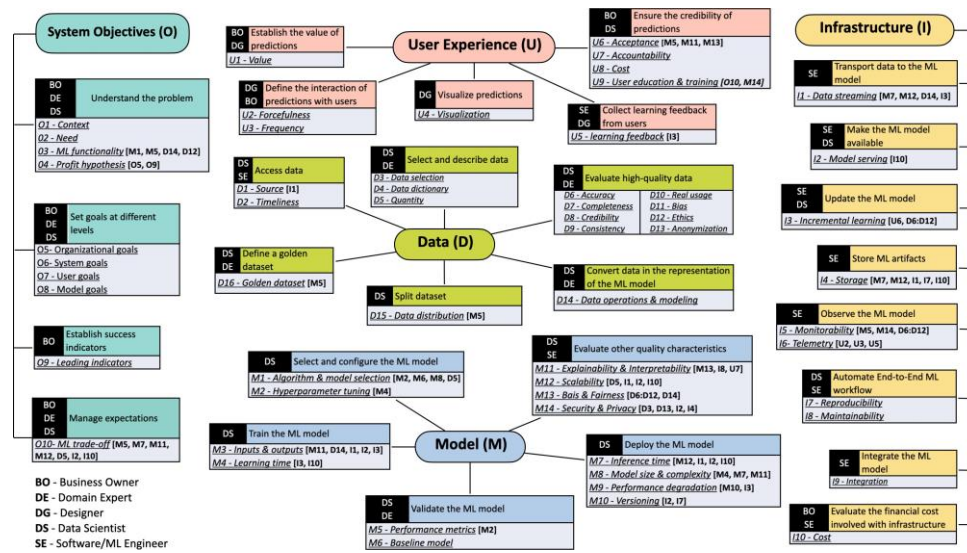 System Objectives (O)
BO
DE
DS
Understand the problem
O1 - Context
O2 - Need
O3 - ML functionality [M1, M5, D14, D12]
O4 - Profit hypothesis [O5, O9]
BO
DE
DS
Set goals at different
levels
O5- Organizational goals
O6- System goals
O7 - User goals
O8 - Model goals
BO
Establish success
indicators
O9 - Leading indicators
BO
DE
DS
Manage expectations
O10- ML trade-off [M5, M7, M11,
M12, D5, I2, I10]
BO - Business Owner
DE - Domain Expert
DG - Designer
DS - Data Scientist
SE - Software/ML Engineer
User Experience (U)
BO
DG
Establish the value of
predictions
U1 - Value
DG
BO
Define the interaction of
predictions with users
U2- Forcefulness
U3 - Frequency
DG
Visualize predictions
U4 - Visualization
BO
DS
Ensure the credibility of
predictions
U6 - Acceptance [M5, M11, M13]
U7 - Accountability
U8 - Cost
U9 - User education & training [O10, M14]
SE
DG
Collect learning feedback
from users
U5 - learning feedback [I3]
Data (D)
DS
SE
Access data
D1 - Source [I1]
D2 - Timeliness
DS
DE
Select and describe data
D3 - Data selection
D4 - Data dictionary
D5 - Quantity
DS
DE
Evaluate high-quality data
D6 - Accuracy
D7 - Completeness
D8 - Credibility
D9 - Consistency
D10 - Real usage
D11 - Bias
D12 - Ethics
D13 - Anonymization
DS
DE
Define a golden
dataset
D16 - Golden dataset [M5]
DS
Split dataset
D15 - Data distribution [M5]
DS
DE
Convert data in the representation
of the ML model
D14 - Data operations & modeling
Model (M)
DS
Select and configure the ML model
M1 - Algorithm & model selection [M2, M6, M8, D5]
M2 - Hyperparameter tuning [M4]
DS
SE
Evaluate other quality characteristics
M11 - Explainability & Interpretability [M13, I8, U7]
M12 - Scalability [D5, I1, I2, I10]
M13 - Bais & Fairness [D6:D12, D14]
M14 - Security & Privacy [D3, D13, I2, I4]
DS
Train the ML model
M3 - Inputs & outputs [M11, D14, I1, I2, I3]
M4 - Learning time [I3, I10]
DS
DE
Validate the ML model
M5 - Performance metrics [M2]
M6 - Baseline model
DS
Deploy the ML model
M7 - Inference time [M12, I1, I2, I10]
M8 - Model size & complexity [M4, M7, M11]
M9 - Performance degradation [M10, I3]
M10 - Versioning [I2, I7]
Infrastructure (I)
SE
Transport data to the ML
model
I1 - Data streaming [M7, M12, D14, I3]
SE
DS
Make the ML model
available
I2 - Model serving [I10]
SE
DS
Update the ML model
I3 - Incremental learning [U6, D6:D12]
SE
Store ML artifacts
I4 - Storage [M7, M12, I1, I7, I10]
SE
Observe the ML model
I5 - Monitorability [M5, M14, D6:D12]
I6- Telemetry [U2, U3, U5]
DS
SE
Automate End-to-End ML
workflow
I7 - Reproducibility
I8 - Maintainability
SE
Integrate the ML
model
I9 - Integration
BO
SE
Evaluate the financial cost
involved with infrastructure
I10 - Cost